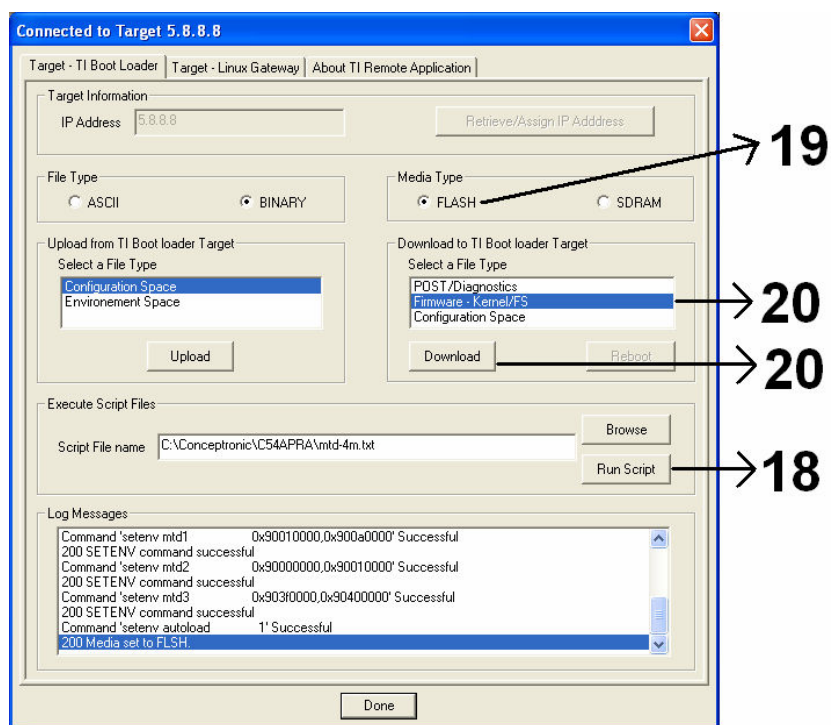 Connected to Target 5.8.8.8
Target - TI Boot Loader
Target - Linux Gateway
About TI Remote Application
Target Information
IP Address
5.8.8.8
Retrieve/Assign IP Adddress
19
File Type
ASCII
BINARY
Media Type
FLASH
SDRAM
Upload from TI Boot loader Target
Select a File Type
Configuration Space
Environement Space
Upload
Download to TI Boot loader Target
Select a File Type
POST/Diagnostics
Firmware - Kernel/FS
Configuration Space
20
Download
Reboot
20
Execute Script Files
Script File name
C:\Conceptronic\C54APRA\mtd-4m.txt
Browse
Run Script
18
Log Messages
Command 'setenv mtd1 0x90010000,0x900a0000' Successful
200 SETENV command successful
Command 'setenv mtd2 0x90000000,0x90010000' Successful
200 SETENV command successful
Command 'setenv mtd3 0x903f0000,0x90400000' Successful
200 SETENV command successful
Command 'setenv autoload 1' Successful
200 Media set to FLSH.
Done